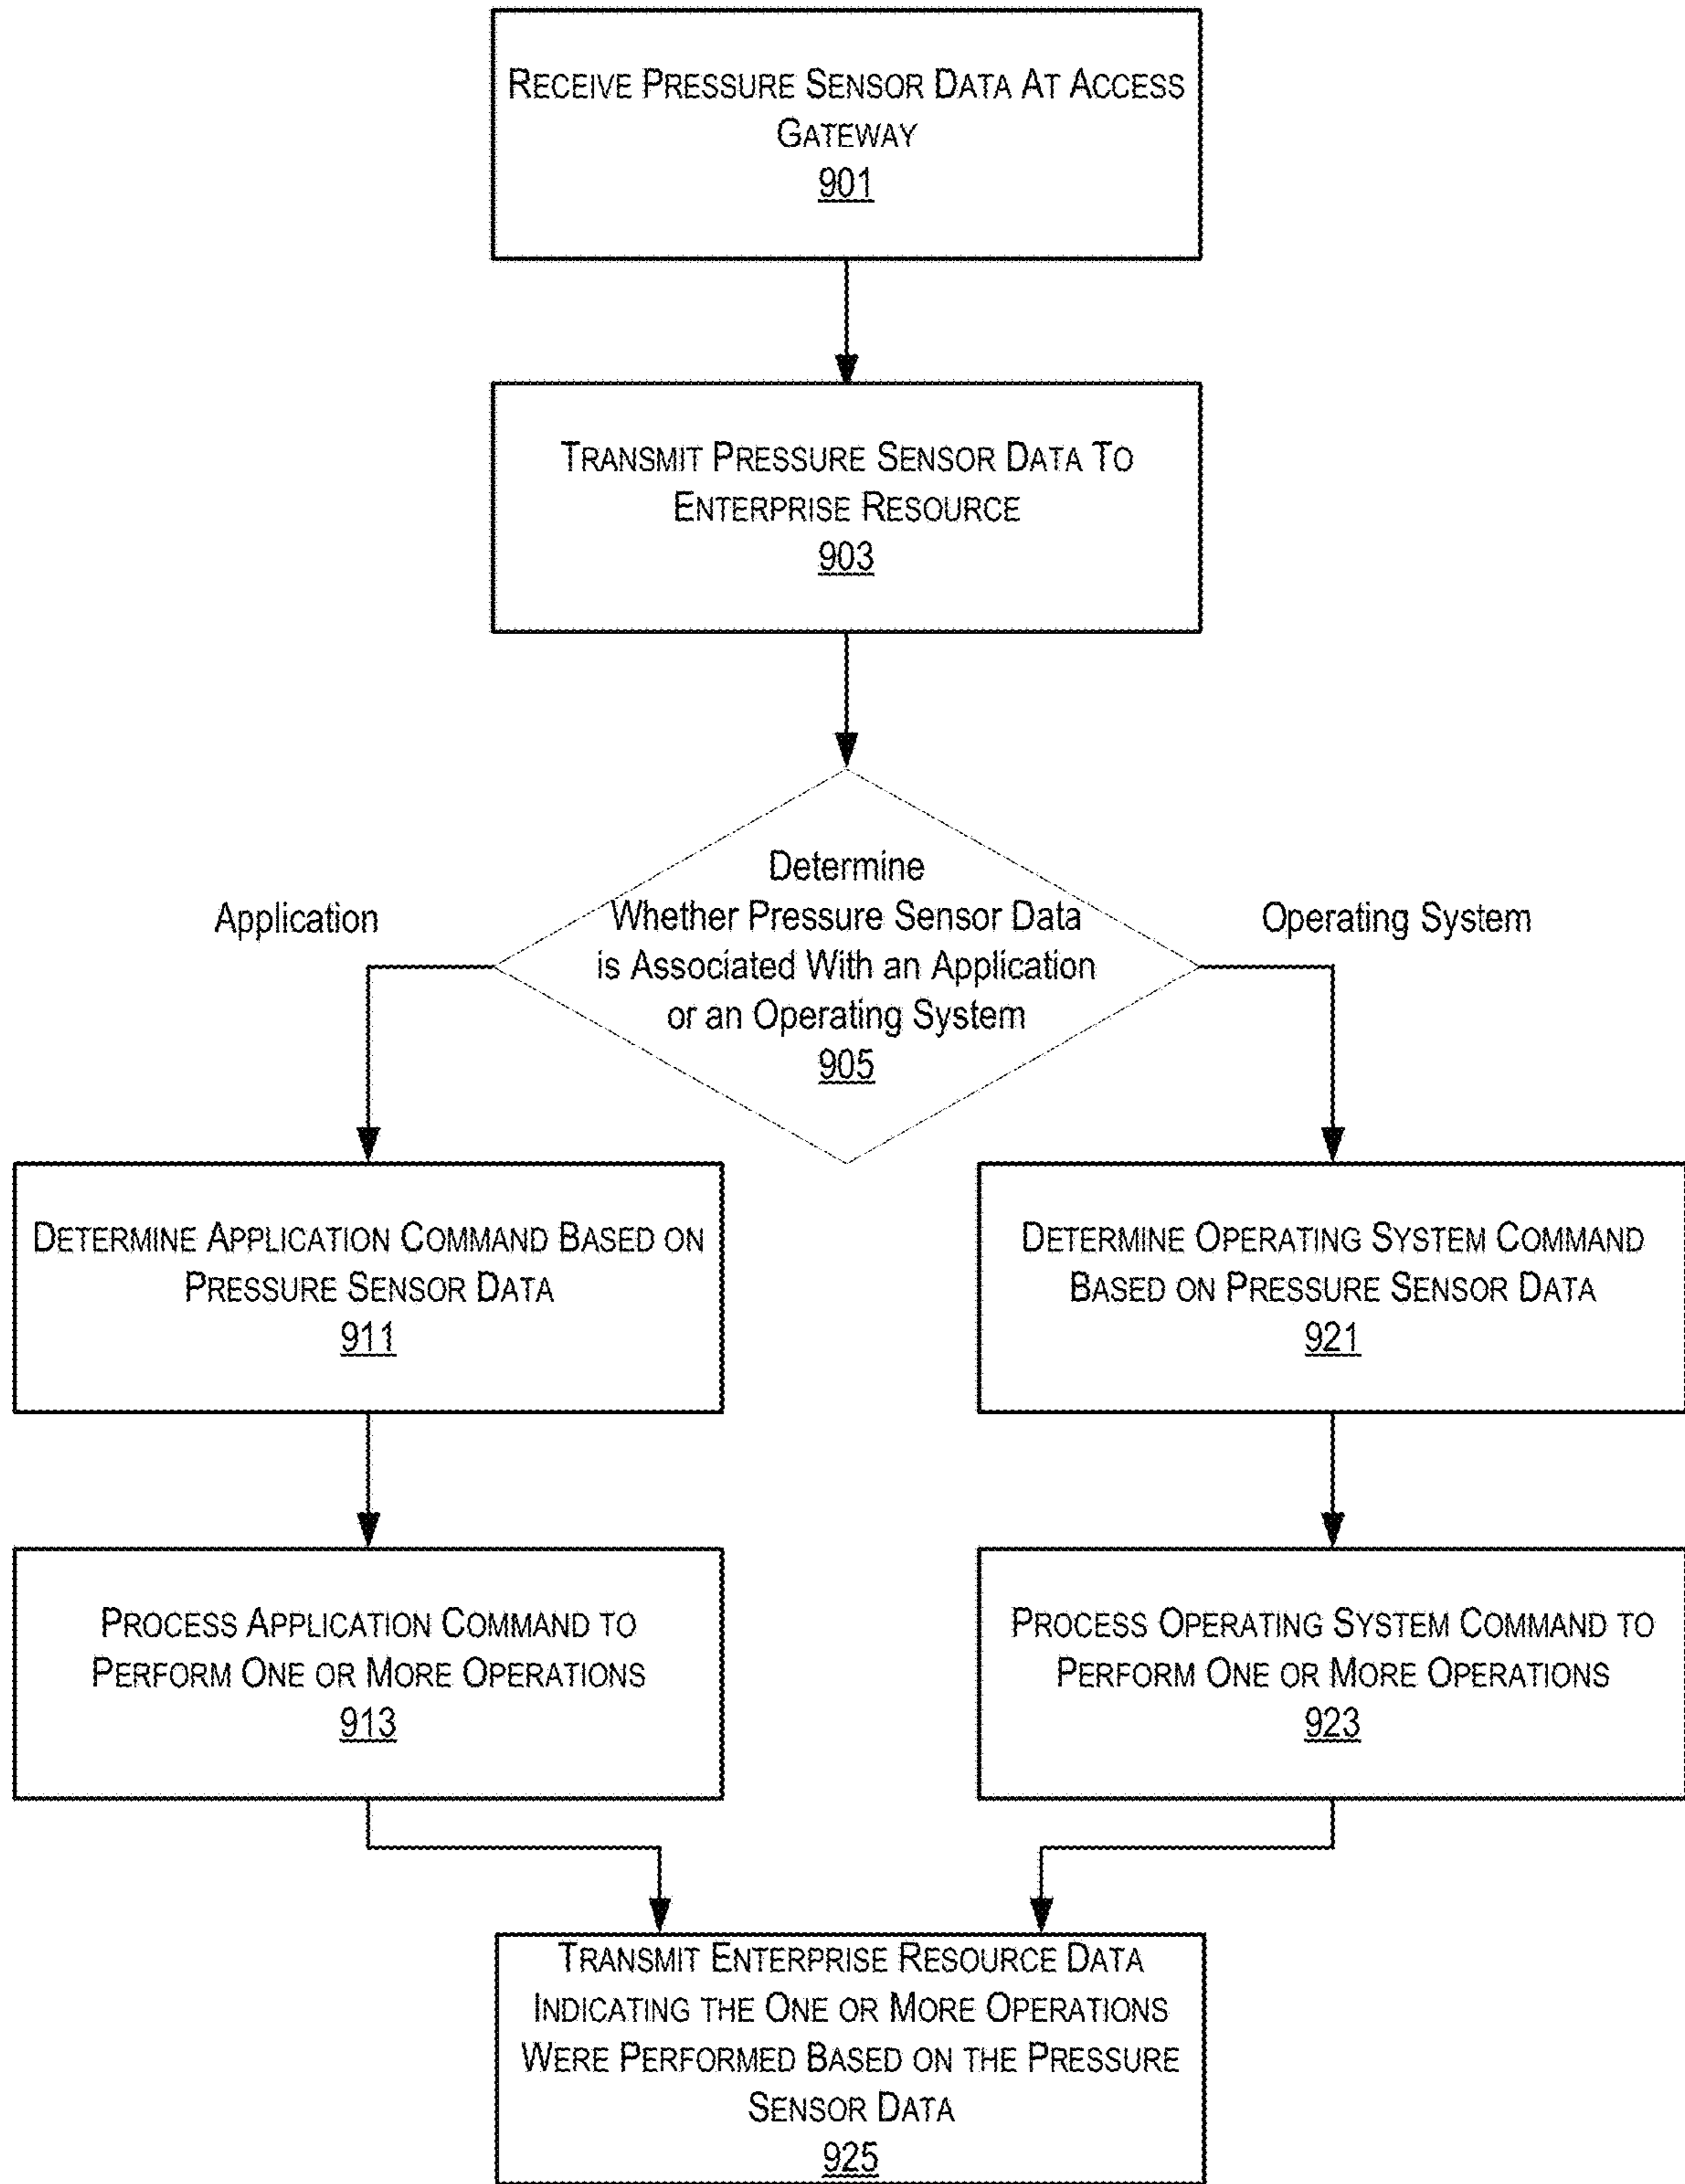 RECEIVE PRESSURE SENSOR DATA AT ACCESS
GATEWAY
901
TRANSMIT PRESSURE SENSOR DATA TO
ENTERPRISE RESOURCE
903
Determine
Whether Pressure Sensor Data
is Associated With an Application
or an Operating System
905
Application
Operating System
DETERMINE APPLICATION COMMAND BASED ON
PRESSURE SENSOR DATA
911
DETERMINE OPERATING SYSTEM COMMAND
BASED ON PRESSURE SENSOR DATA
921
PROCESS APPLICATION COMMAND TO
PERFORM ONE OR MORE OPERATIONS
913
PROCESS OPERATING SYSTEM COMMAND TO
PERFORM ONE OR MORE OPERATIONS
923
TRANSMIT ENTERPRISE RESOURCE DATA
INDICATING THE ONE OR MORE OPERATIONS
WERE PERFORMED BASED ON THE PRESSURE
SENSOR DATA
925